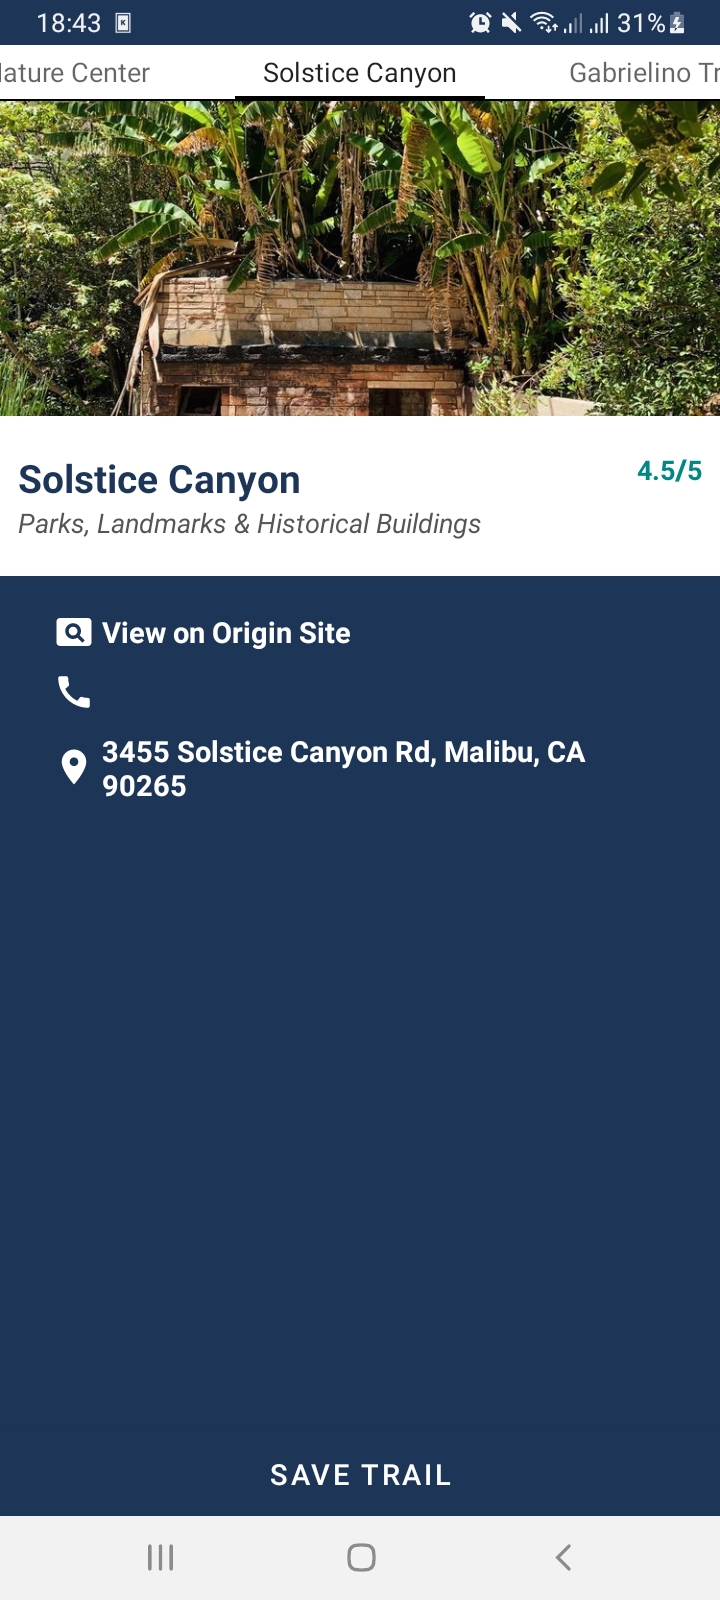 18:43
31%
ature Center
Solstice Canyon
Gabrielino Tr
Solstice Canyon
4.5/5
Parks, Landmarks & Historical Buildings
View on Origin Site
3455 Solstice Canyon Rd, Malibu, CA
90265
SAVE TRAIL